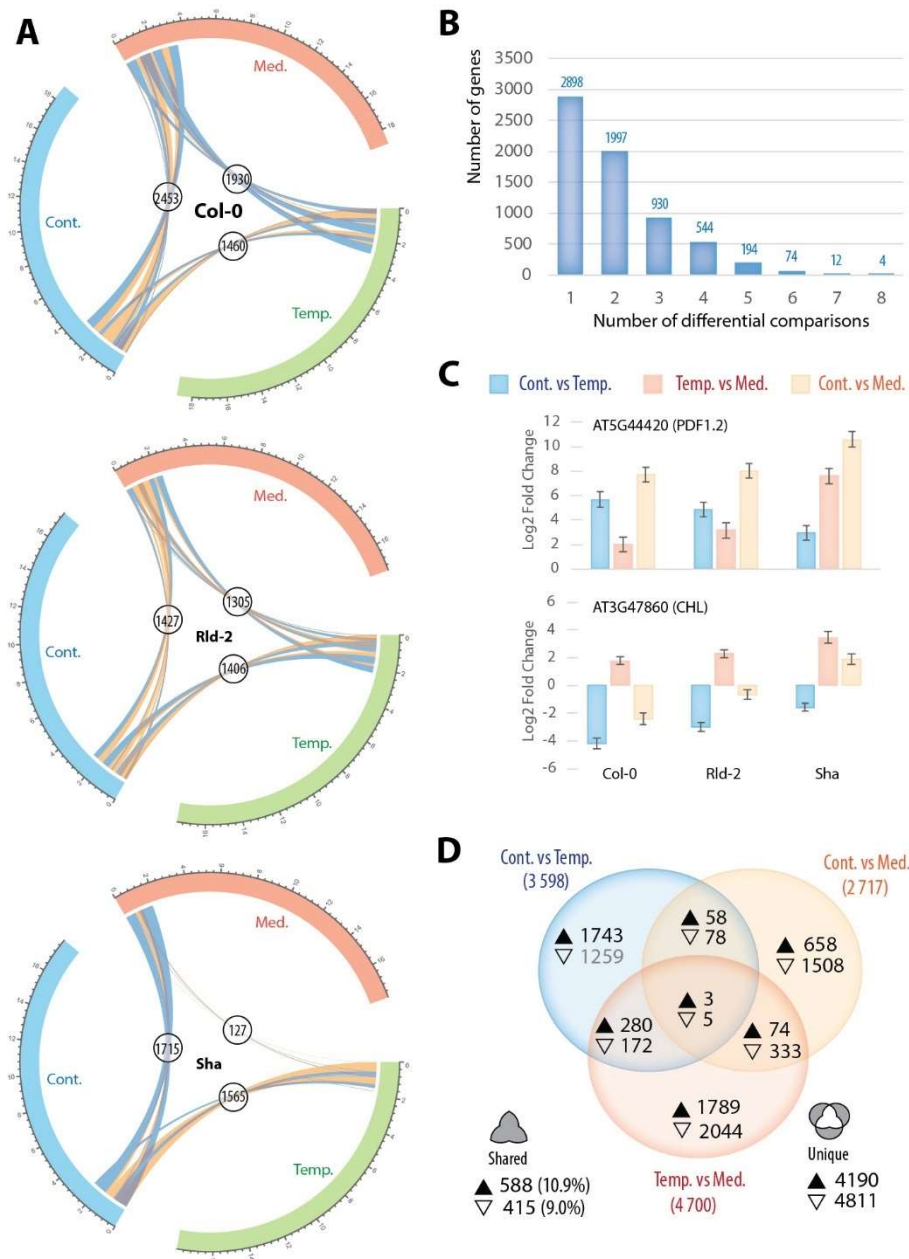 A
Med.
Cont.
Temp.
2453
1930
Col-0
1460
Med.
Cont.
Temp.
1427
1305
Rld-2
1406
Med.
Cont.
Temp.
1715
127
Sha
1565
B
Number of genes
3500
3000
2500
2000
1500
1000
500
0
2898
1997
930
544
194
74
12
4
1 2 3 4 5 6 7 8
Number of differential comparisons
C
Cont. vs Temp. Temp. vs Med. Cont. vs Med.
AT5G44420 (PDF1.2)
Log2 Fold Change
12
10
8
6
4
2
0
AT3G47860 (CHL)
Log2 Fold Change
6
4
2
0
-2
-4
-6
Col-0 Rld-2 Sha
D
Cont. vs Temp.
(3 598)
Cont. vs Med.
(2 717)
▲ 1743
▽ 1259
▲ 58
▽ 78
▲ 658
▽ 1508
▲ 3
▽ 5
▲ 280
▽ 172
▲ 74
▽ 333
▲ 1789
▽ 2044
Temp. vs Med.
(4 700)
Shared
▲ 588 (10.9%)
▽ 415 (9.0%)
Unique
▲ 4190
▽ 4811